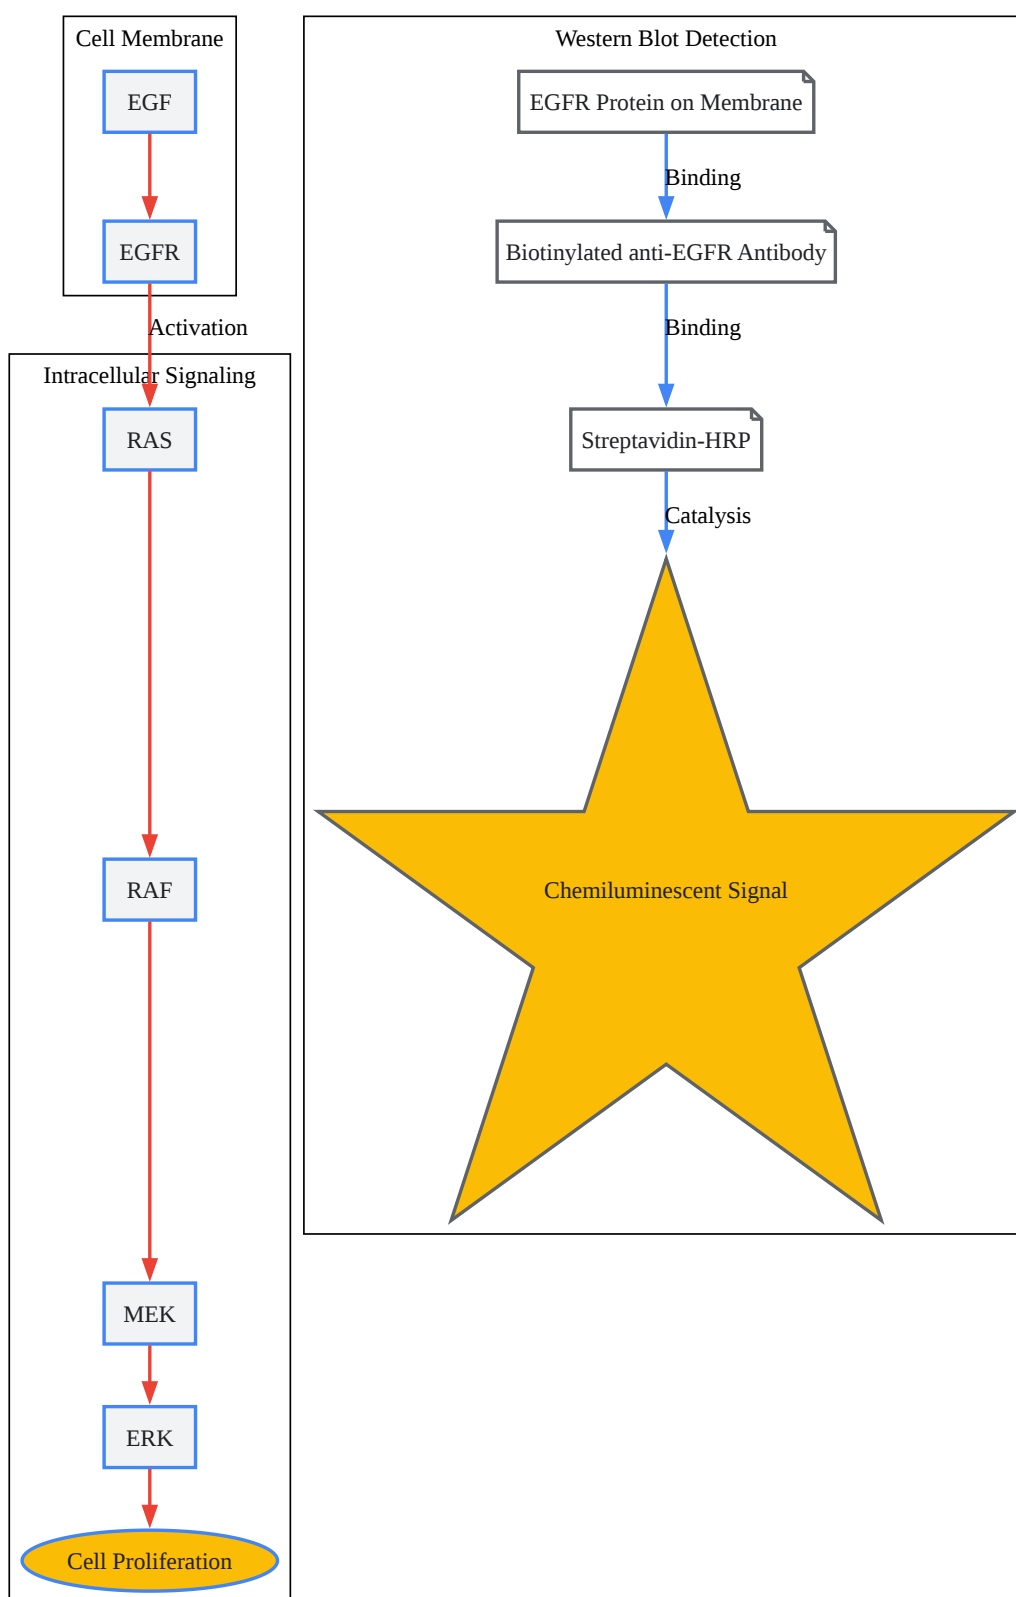 Cell Membrane
EGF
EGFR
Activation
Intracellular Signaling
RAS
RAF
MEK
ERK
Cell Proliferation
Western Blot Detection
EGFR Protein on Membrane
Binding
Biotinylated anti-EGFR Antibody
Binding
Streptavidin-HRP
Catalysis
Chemiluminescent Signal